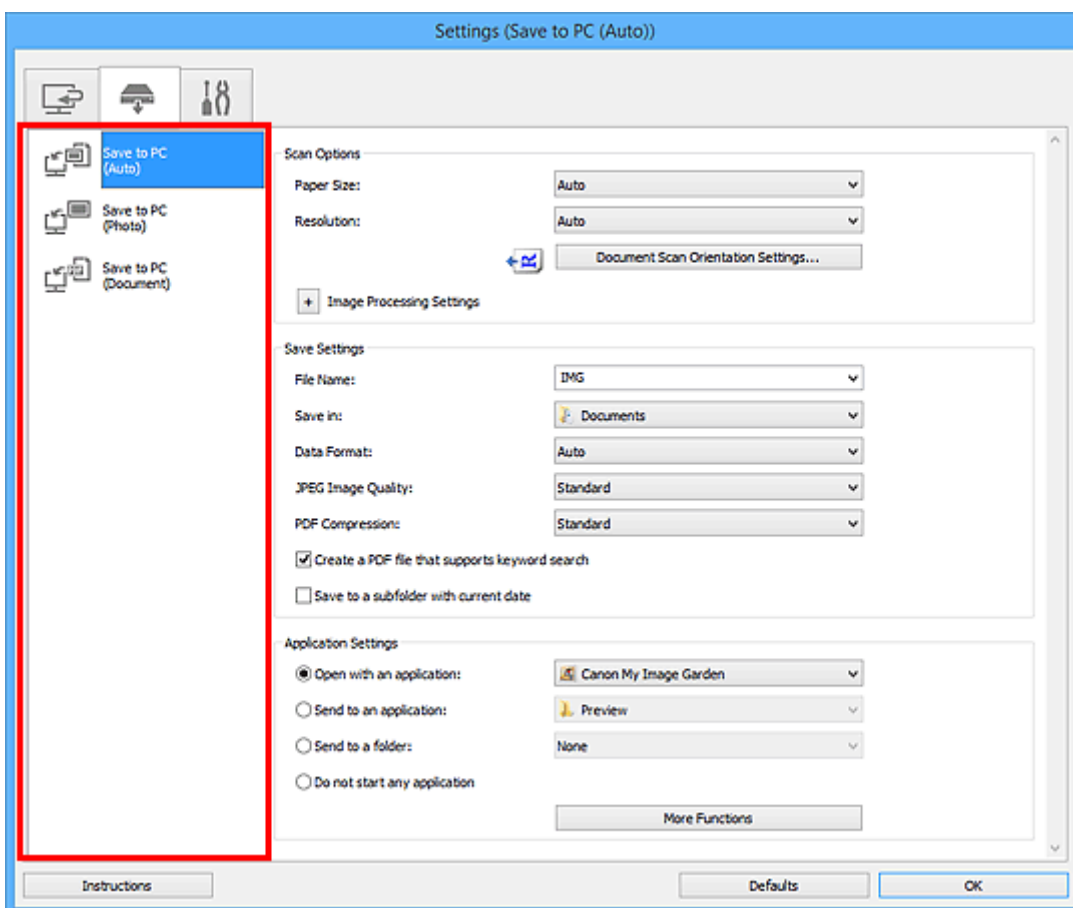 Settings (Save to PC (Auto))
Save to PC
(Auto)
Save to PC
(Photo)
Save to PC
(Document)
Scan Options
Paper Size: Auto
Resolution: Auto
R Document Scan Orientation Settings...
+ Image Processing Settings
Save Settings
File Name: IMG
Save in: Documents
Data Format: Auto
JPEG Image Quality: Standard
PDF Compression: Standard
Create a PDF file that supports keyword search
Save to a subfolder with current date
Application Settings
Open with an application: Canon My Image Garden
Send to an application: Preview
Send to a folder: None
Do not start any application
More Functions
Instructions Defaults OK